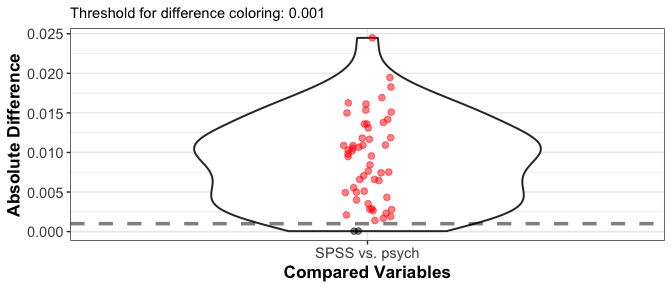 Threshold for difference coloring: 0.001
Absolute Difference
0.025
0.020
0.015
0.010
0.005
0.000
SPSS vs. psych
Compared Variables